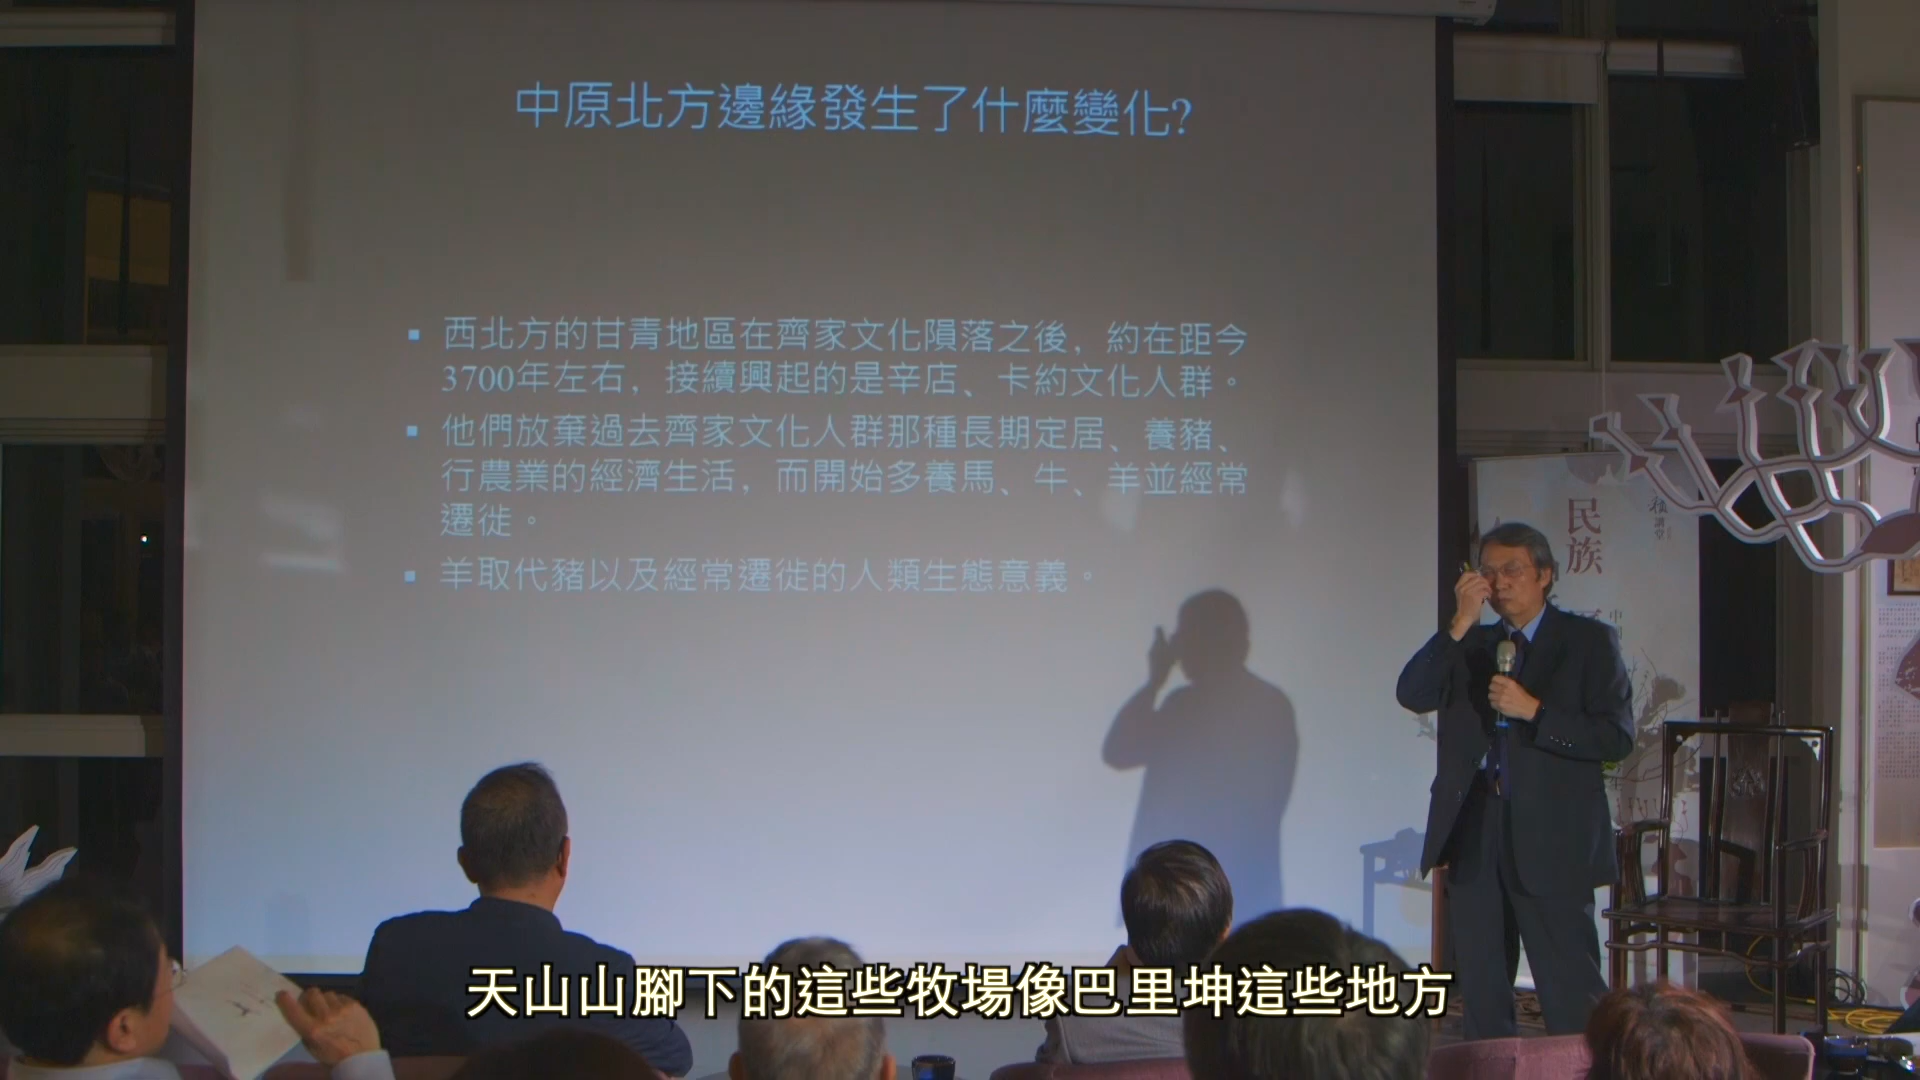 中原北方邊緣發生了什麼變化?
▪ 西北方的甘青地區在齊家文化隕落之後，約在距今
3700年左右，接續興起的是辛店、卡約文化人群。
▪ 他們放棄過去齊家文化人群那種長期定居、養豬、
行農業的經濟生活，而開始多養馬、牛、羊並經常
遷徙。
▪ 羊取代豬以及經常遷徙的人類生態意義。
民族
天山山腳下的這些牧場像巴里坤這些地方